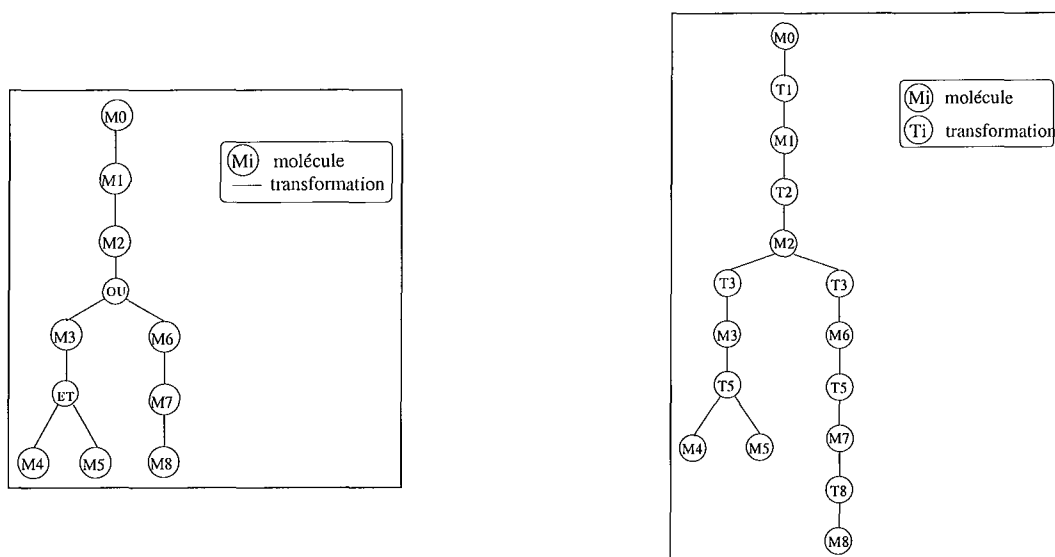 M0
M1
M2
OU
M3 M6
ET M7
M4 M5 M8
Mi molécule
transformation
M0
T1
M1
T2
M2
T3 T3
M3 M6
T5 T5
M4 M5 M7
T8
M8
Mi molécule
Ti transformation